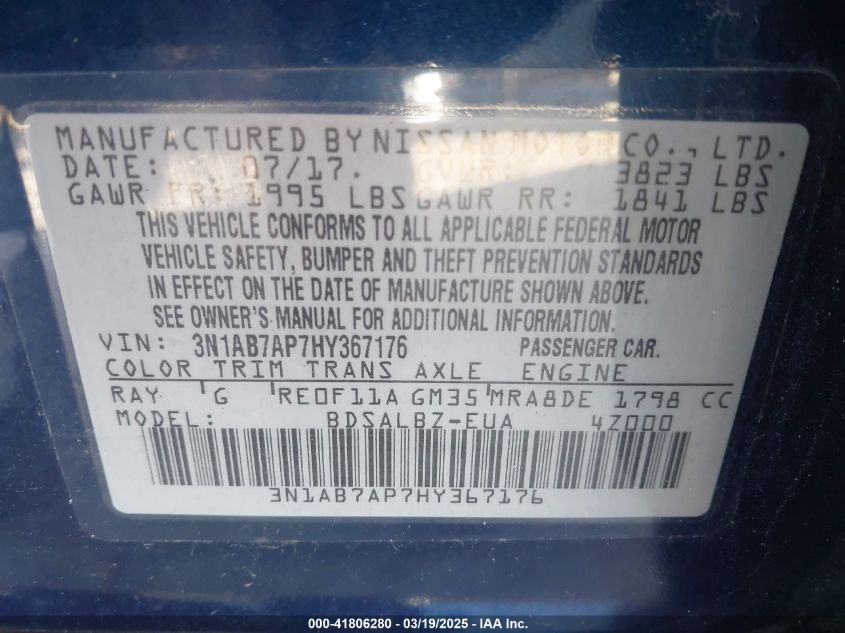 MANUFACTURED BY NISSAN MOTOR CO., LTD.
DATE: 07/17. GVWR: 3823 LBS
GAWR FR: 1995 LBS GAWR RR: 1841 LBS
THIS VEHICLE CONFORMS TO ALL APPLICABLE FEDERAL MOTOR
VEHICLE SAFETY, BUMPER AND THEFT PREVENTION STANDARDS
IN EFFECT ON THE DATE OF MANUFACTURE SHOWN ABOVE.
SEE OWNER'S MANUAL FOR ADDITIONAL INFORMATION.
VIN: 3N1AB7AP7HY367176 PASSENGER CAR.
COLOR TRIM TRANS AXLE ENGINE
RAY G RE0F11A GM35 MRA8DE 1798 CC
MODEL: BDSALBZ-EUA 4Z000
3N1AB7AP7HY367176
000-41806280 - 03/19/2025 - IAA Inc.